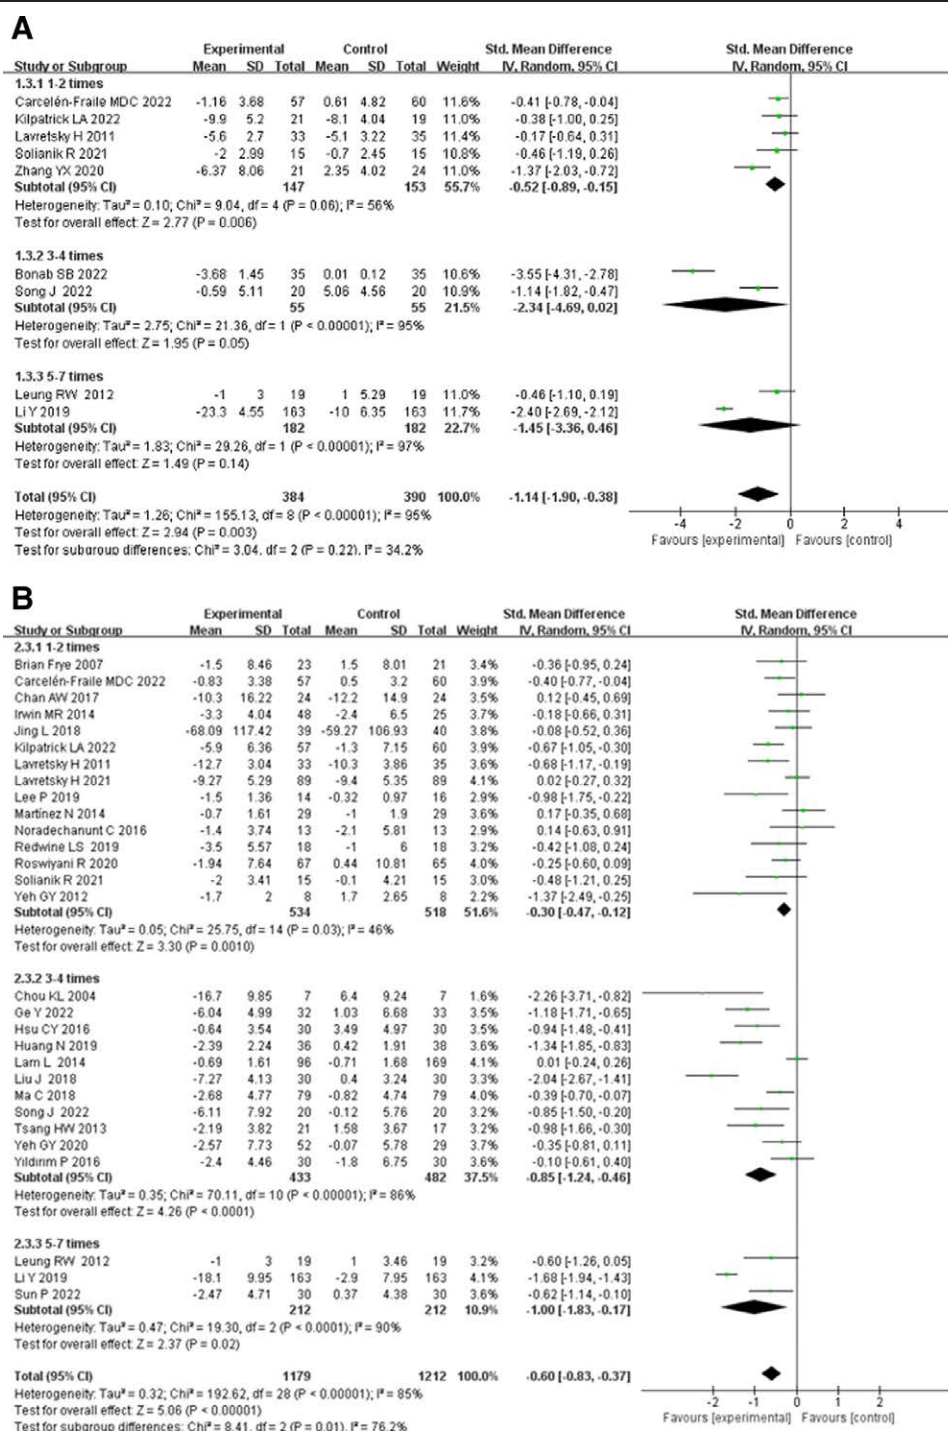 A
Experimental Control Std. Mean Difference Std. Mean Difference
Study or Subgroup Mean SD Total Mean SD Total Weight IV, Random, 95% CI IV, Random, 95% CI
1.3.1 1-2 times
Carcelén-Fraile MDC 2022 -1.16 3.68 57 0.61 4.82 60 11.6% -0.41 [-0.78, -0.04]
Kilpatrick LA 2022 -9.9 5.2 21 -8.1 4.04 19 11.0% -0.38 [-1.00, 0.25]
Lavretsky H 2011 -5.6 2.7 33 -5.1 3.22 35 11.4% -0.17 [-0.64, 0.31]
Solianik R 2021 -2 2.99 15 -0.7 2.45 15 10.8% -0.46 [-1.19, 0.26]
Zhang YX 2020 -6.37 8.06 21 2.35 4.02 24 11.0% -1.37 [-2.03, -0.72]
Subtotal (95% CI) 147 153 55.7% -0.52 [-0.89, -0.15]
Heterogeneity: Tau² = 0.10; Chi² = 9.04, df = 4 (P = 0.06); I² = 56%
Test for overall effect: Z = 2.77 (P = 0.006)
1.3.2 3-4 times
Bonab SB 2022 -3.68 1.45 35 0.01 0.12 35 10.6% -3.55 [-4.31, -2.78]
Song J 2022 -0.59 5.11 20 5.06 4.56 20 10.9% -1.14 [-1.82, -0.47]
Subtotal (95% CI) 55 55 21.5% -2.34 [-4.69, 0.02]
Heterogeneity: Tau² = 2.75; Chi² = 21.36, df = 1 (P < 0.00001); I² = 95%
Test for overall effect: Z = 1.95 (P = 0.05)
1.3.3 5-7 times
Leung RW 2012 -1 3 19 1 5.29 19 11.0% -0.46 [-1.10, 0.19]
Li Y 2019 -23.3 4.55 163 -10 6.35 163 11.7% -2.40 [-2.69, -2.12]
Subtotal (95% CI) 182 182 22.7% -1.45 [-3.36, 0.46]
Heterogeneity: Tau² = 1.83; Chi² = 29.26, df = 1 (P < 0.00001); I² = 97%
Test for overall effect: Z = 1.49 (P = 0.14)
Total (95% CI) 384 390 100.0% -1.14 [-1.90, -0.38]
Heterogeneity: Tau² = 1.26; Chi² = 155.13, df = 8 (P < 0.00001); I² = 95%
Test for overall effect: Z = 2.94 (P = 0.003)
Test for subgroup differences: Chi² = 3.04, df = 2 (P = 0.22), I² = 34.2%
-4 -2 0 2 4
Favours [experimental] Favours [control]
B
Experimental Control Std. Mean Difference Std. Mean Difference
Study or Subgroup Mean SD Total Mean SD Total Weight IV, Random, 95% CI IV, Random, 95% CI
2.3.1 1-2 times
Brian Frye 2007 -1.5 8.46 23 1.5 8.01 21 3.4% -0.36 [-0.95, 0.24]
Carcelén-Fraile MDC 2022 -0.83 3.38 57 0.5 3.2 60 3.9% -0.40 [-0.77, -0.04]
Chan AW 2017 -10.3 16.22 24 -12.2 14.9 24 3.5% 0.12 [-0.45, 0.69]
Irwin MR 2014 -3.3 4.04 48 -2.4 6.5 25 3.7% -0.18 [-0.66, 0.31]
Jing L 2018 -68.09 117.42 39 -59.27 106.93 40 3.8% -0.08 [-0.52, 0.36]
Kilpatrick LA 2022 -5.9 6.36 57 -1.3 7.15 60 3.9% -0.67 [-1.05, -0.30]
Lavretsky H 2011 -12.7 3.04 33 -10.3 3.86 35 3.6% -0.68 [-1.17, -0.19]
Lavretsky H 2021 -9.27 5.29 89 -9.4 5.35 89 4.1% 0.02 [-0.27, 0.32]
Lee P 2019 -1.5 1.36 14 -0.32 0.97 16 2.9% -0.98 [-1.75, -0.22]
Martínez N 2014 -0.7 1.61 29 -1 1.9 29 3.6% 0.17 [-0.35, 0.68]
Noradechanunt C 2016 -1.4 3.74 13 -2.1 5.81 13 2.9% 0.14 [-0.63, 0.91]
Redwine LS 2019 -3.5 5.57 18 -1 6 18 3.2% -0.42 [-1.08, 0.24]
Roswiyani R 2020 -1.94 7.64 67 0.44 10.81 65 4.0% -0.25 [-0.60, 0.09]
Solianik R 2021 -2 3.41 15 -0.1 4.21 15 3.0% -0.48 [-1.21, 0.25]
Yeh GY 2012 -1.7 2 8 1.7 2.65 8 2.2% -1.37 [-2.49, -0.25]
Subtotal (95% CI) 534 518 51.6% -0.30 [-0.47, -0.12]
Heterogeneity: Tau² = 0.05; Chi² = 25.75, df = 14 (P = 0.03); I² = 46%
Test for overall effect: Z = 3.30 (P = 0.0010)
2.3.2 3-4 times
Chou KL 2004 -16.7 9.85 7 6.4 9.24 7 1.6% -2.26 [-3.71, -0.82]
Ge Y 2022 -6.04 4.99 32 1.03 6.68 33 3.5% -1.18 [-1.71, -0.65]
Hsu CY 2016 -0.64 3.54 30 3.49 4.97 30 3.5% -0.94 [-1.48, -0.41]
Huang N 2019 -2.39 2.24 36 0.42 1.91 38 3.6% -1.34 [-1.85, -0.83]
Lam L 2014 -0.69 1.61 96 -0.71 1.68 169 4.1% 0.01 [-0.24, 0.26]
Liu J 2018 -7.27 4.13 30 0.4 3.24 30 3.3% -2.04 [-2.67, -1.41]
Ma C 2018 -2.68 4.77 79 -0.82 4.74 79 4.0% -0.39 [-0.70, -0.07]
Song J 2022 -6.11 7.92 20 -0.12 5.76 20 3.2% -0.85 [-1.50, -0.20]
Tsang HW 2013 -2.19 3.82 21 1.58 3.67 17 3.1% -0.98 [-1.66, -0.30]
Yeh GY 2020 -2.57 7.73 52 -0.07 5.78 29 3.7% -0.35 [-0.81, 0.11]
Yıldırım P 2016 -2.4 4.46 30 -1.8 6.75 30 3.6% -0.10 [-0.61, 0.40]
Subtotal (95% CI) 433 482 37.5% -0.85 [-1.24, -0.46]
Heterogeneity: Tau² = 0.35; Chi² = 70.11, df = 10 (P < 0.00001); I² = 86%
Test for overall effect: Z = 4.26 (P < 0.0001)
2.3.3 5-7 times
Leung RW 2012 -1 3 19 1 3.46 19 3.2% -0.60 [-1.26, 0.05]
Li Y 2019 -18.1 9.95 163 -2.9 7.95 163 4.1% -1.68 [-1.94, -1.43]
Sun P 2022 -2.47 4.71 30 0.37 4.38 30 3.6% -0.62 [-1.14, -0.10]
Subtotal (95% CI) 212 212 10.9% -1.00 [-1.83, -0.17]
Heterogeneity: Tau² = 0.47; Chi² = 19.30, df = 2 (P < 0.0001); I² = 90%
Test for overall effect: Z = 2.37 (P = 0.02)
Total (95% CI) 1179 1212 100.0% -0.60 [-0.83, -0.37]
Heterogeneity: Tau² = 0.32; Chi² = 192.62, df = 28 (P < 0.00001); I² = 85%
Test for overall effect: Z = 5.06 (P < 0.00001)
Test for subgroup differences: Chi² = 8.41, df = 2 (P = 0.01), I² = 76.2%
-2 -1 0 1 2
Favours [experimental] Favours [control]